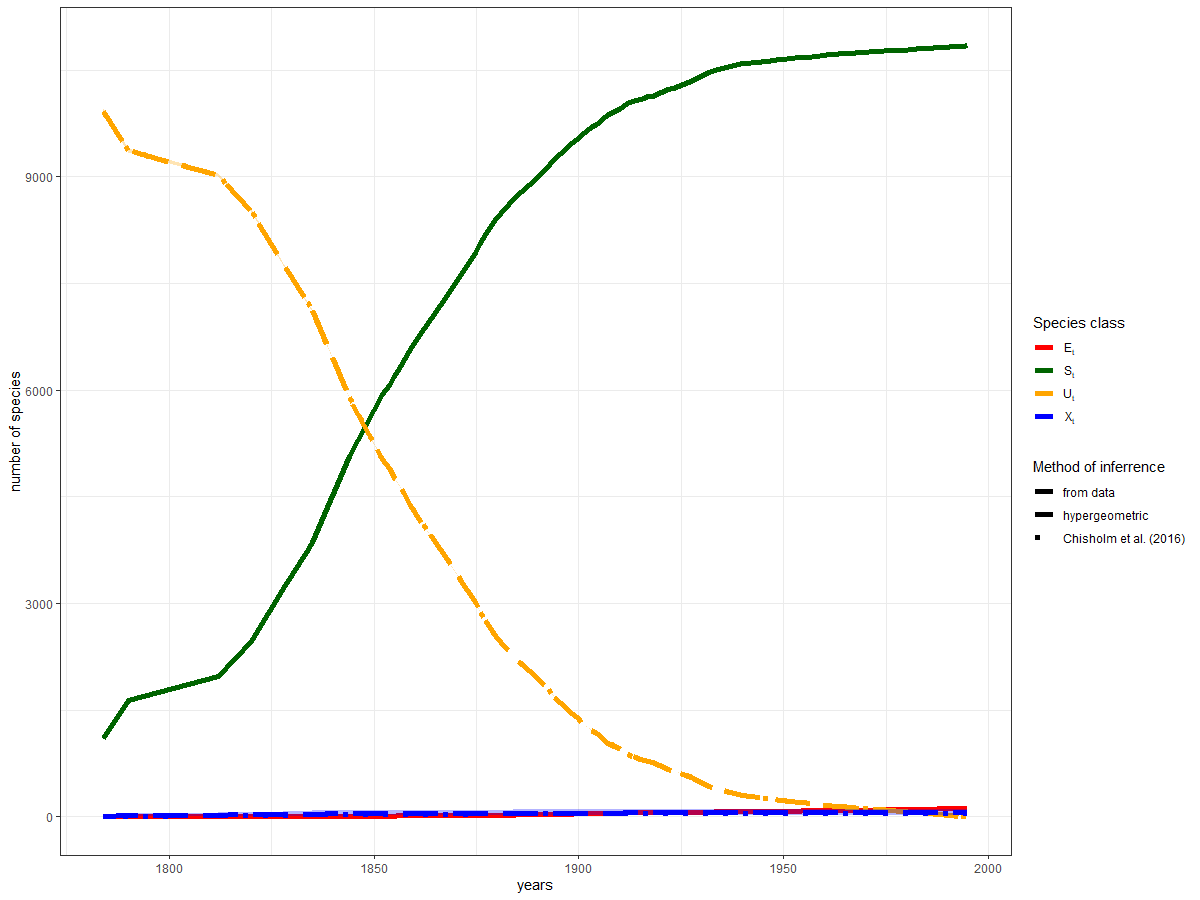 number of species
9000
6000
3000
0
1800
1850
1900
1950
2000
years
Species class
Et
St
Ut
Xt
Method of inferrence
from data
hypergeometric
Chisholm et al. (2016)